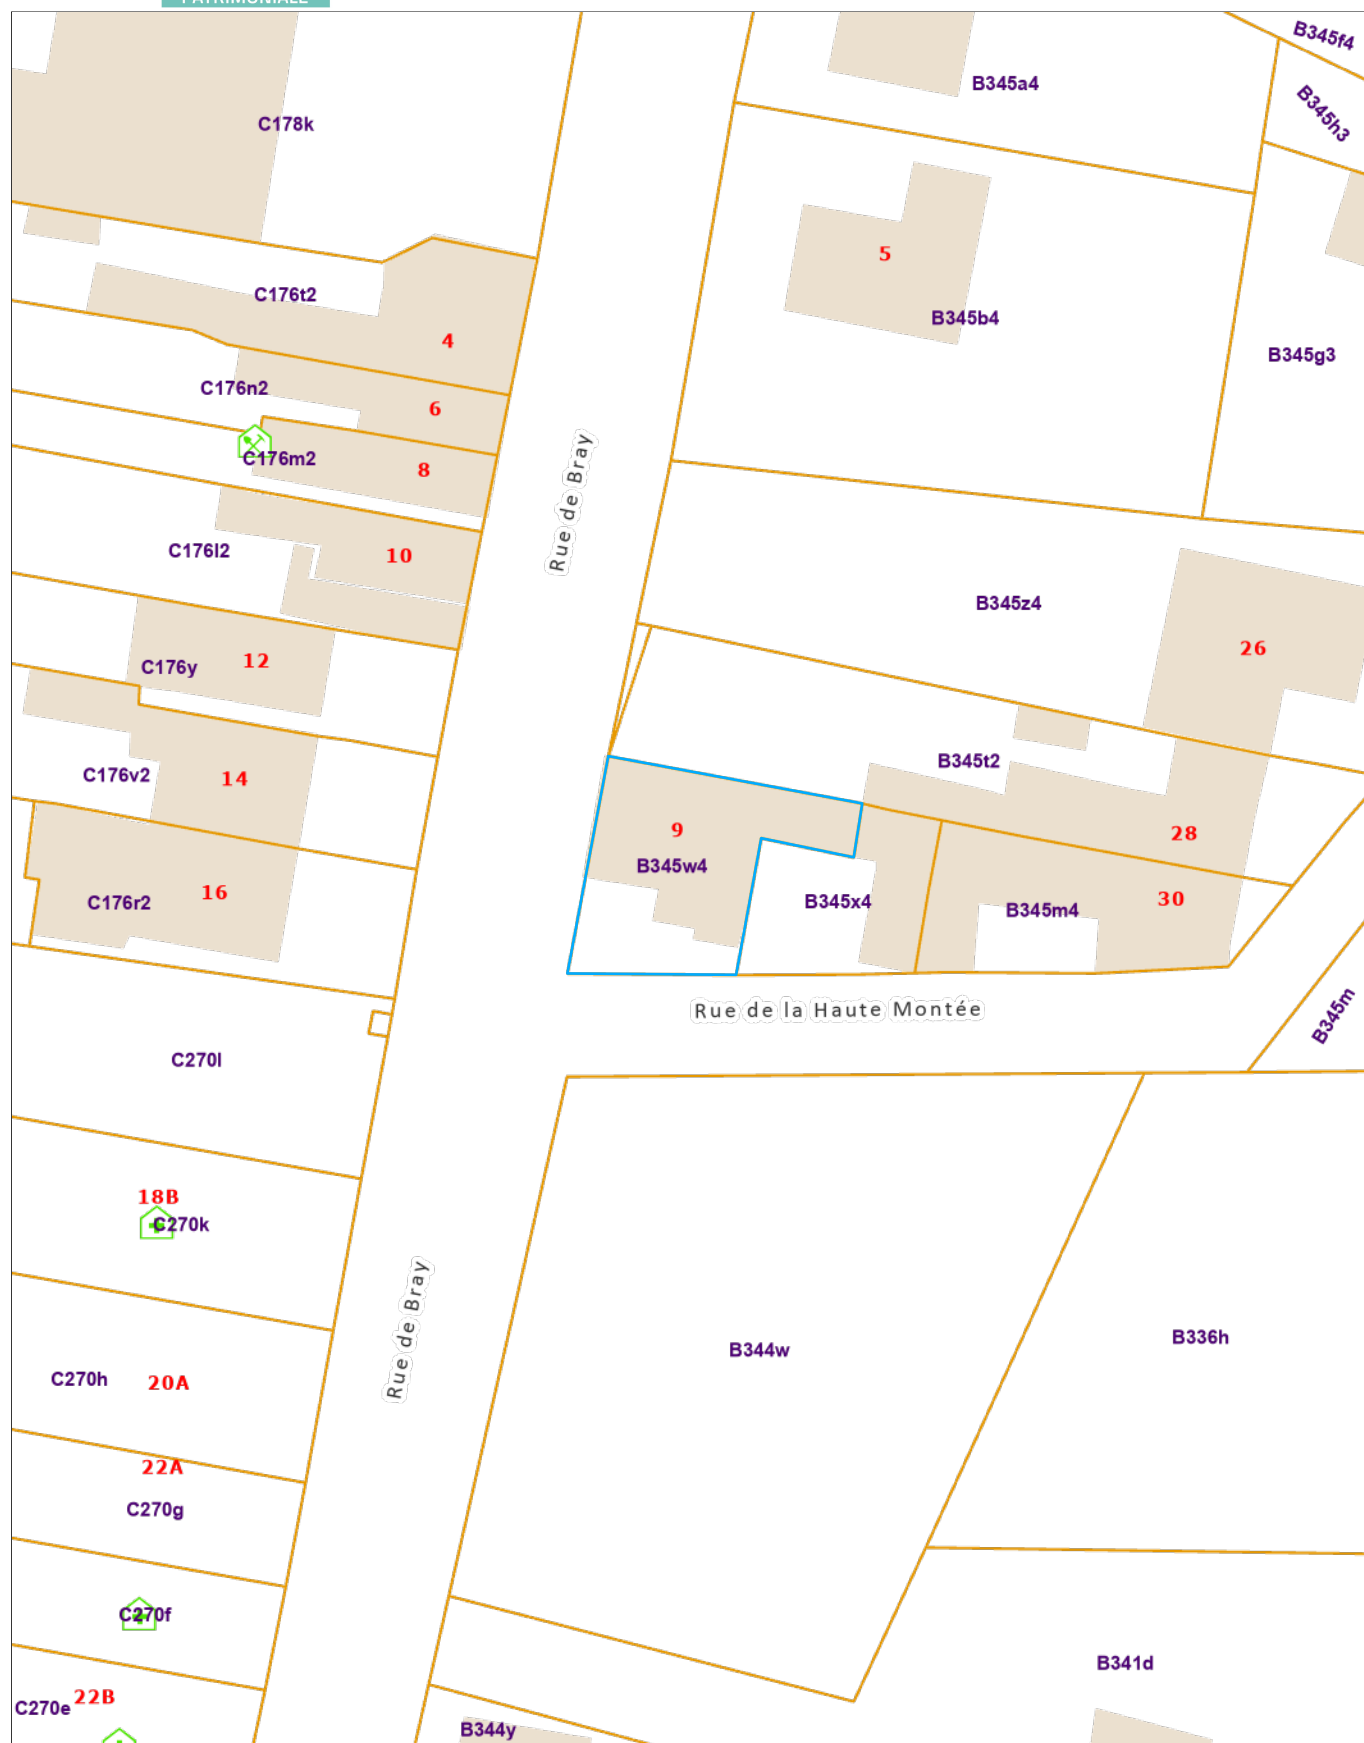 PATRIMONIALE
B345f4
B345a4
B345h3
C178k
5
C176t2
B345b4
4
B345g3
C176n2
6
C176m2
8
Rue de Bray
C176l2
10
B345z4
26
C176y
12
B345t2
C176v2
14
9
28
B345w4
C176r2
16
B345x4
B345m4
30
Rue de la Haute Montée
B345m
C270l
18B
C270k
Rue de Bray
B336h
B344w
C270h
20A
22A
C270g
C270f
B341d
22B
C270e
B344y